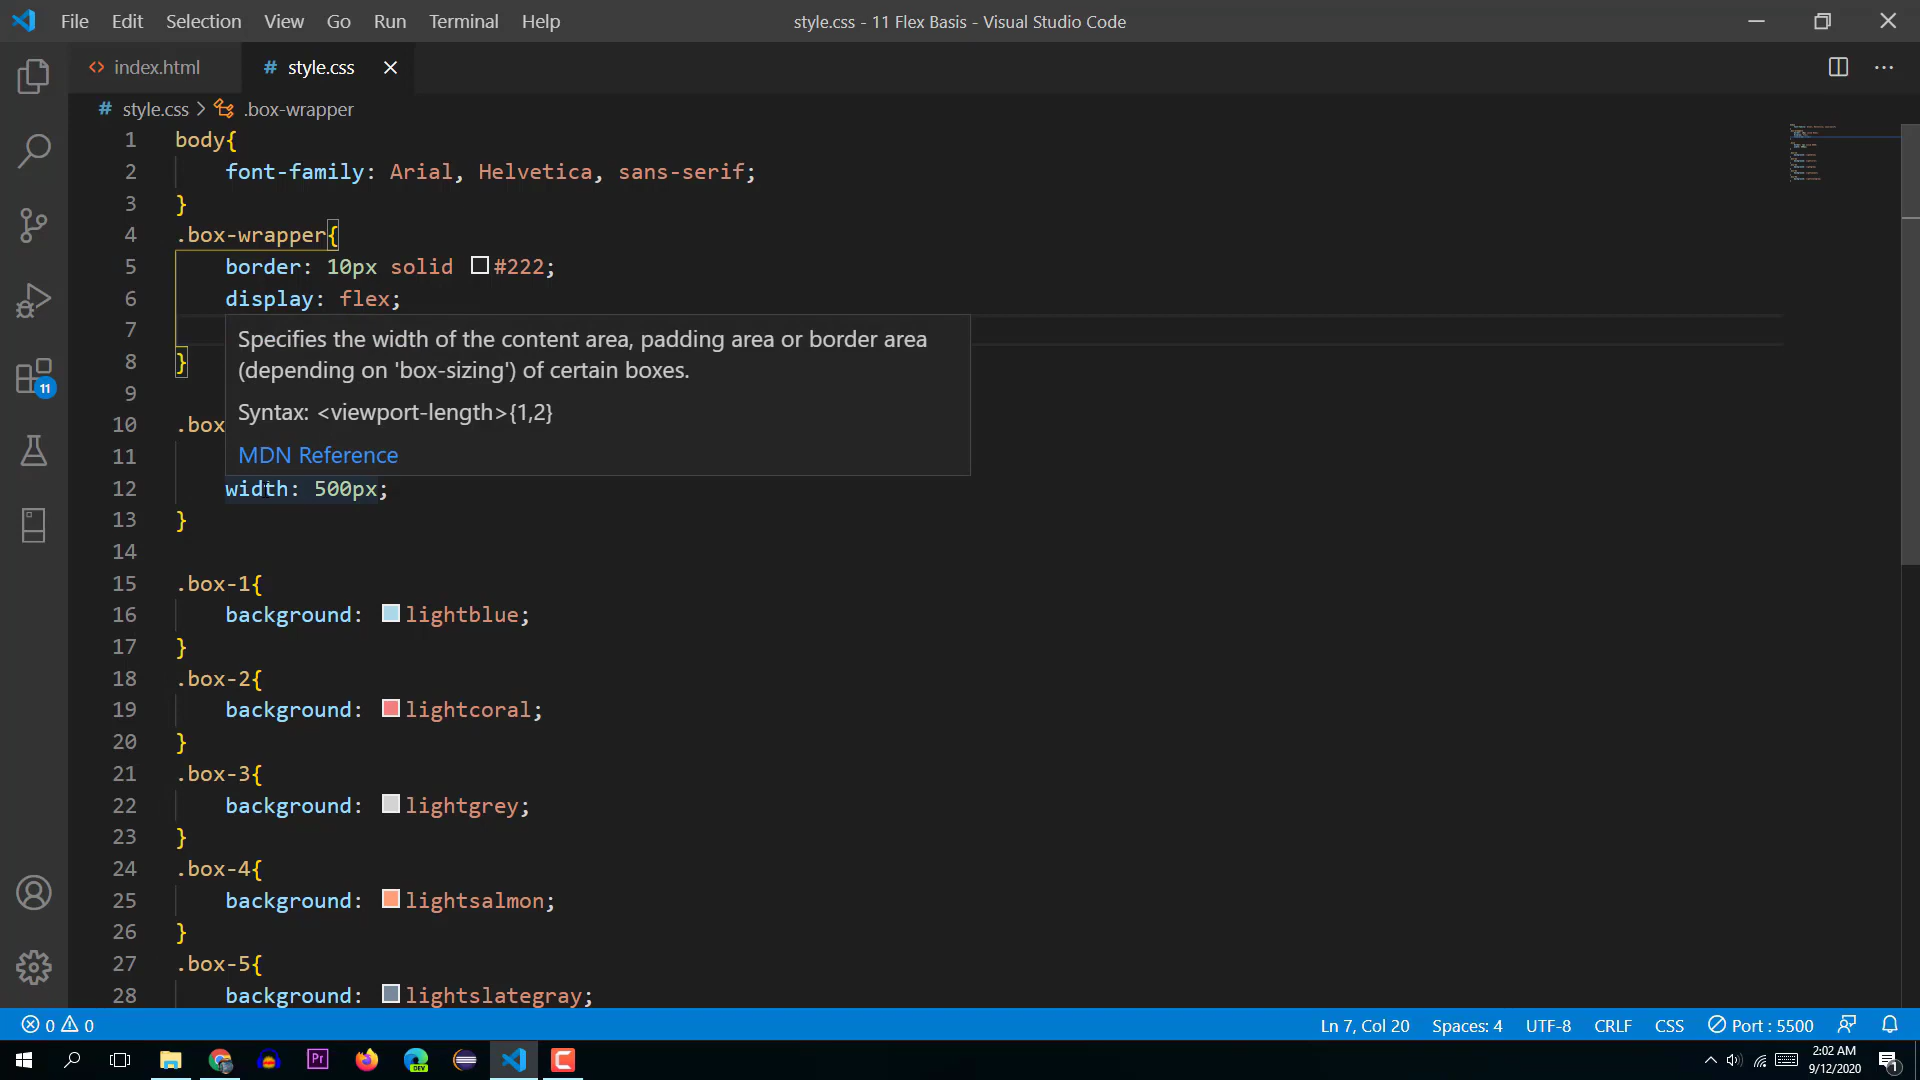 File Edit Selection View Go Run Terminal Help
style.css - 11 Flex Basis - Visual Studio Code
<> index.html # style.css
# style.css > .box-wrapper
1 body{
2 font-family: Arial, Helvetica, sans-serif;
3 }
4 .box-wrapper{
5 border: 10px solid #222;
6 display: flex;
7
Specifies the width of the content area, padding area or border area
8 }
(depending on 'box-sizing') of certain boxes.
9
Syntax: <viewport-length>{1,2}
10 .box
11
MDN Reference
12 width: 500px;
13 }
14
15 .box-1{
16 background: lightblue;
17 }
18 .box-2{
19 background: lightcoral;
20 }
21 .box-3{
22 background: lightgrey;
23 }
24 .box-4{
25 background: lightsalmon;
26 }
27 .box-5{
28 background: lightslategray;
11
0 0
Ln 7, Col 20 Spaces: 4 UTF-8 CRLF CSS Port : 5500
Pr
DEV
2:02 AM
9/12/2020
1